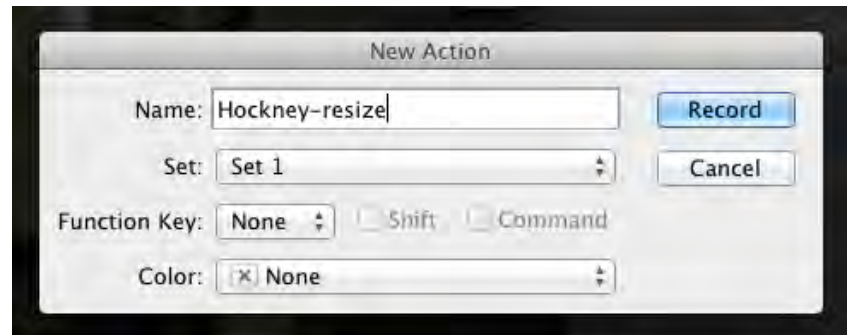 New Action
Name: Hockney-resize Record
Set: Set 1 Cancel
Function Key: None Shift Command
Color: None